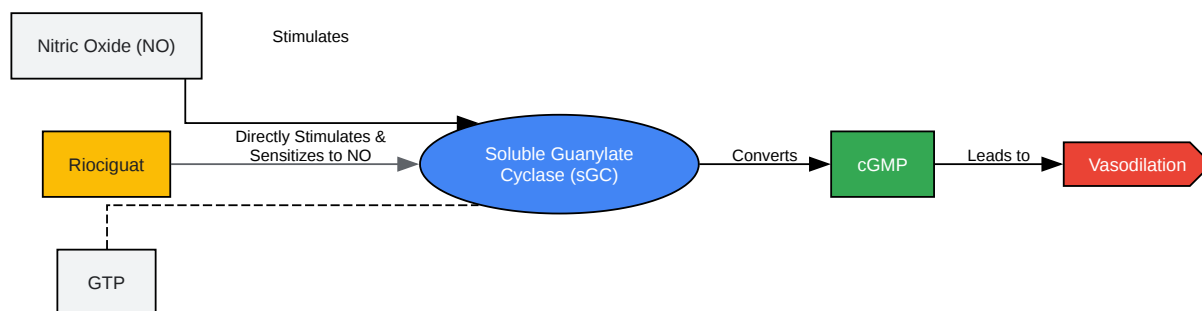 Nitric Oxide (NO)
Stimulates
Riociguat
Directly Stimulates &
Sensitizes to NO
Soluble Guanylate
Cyclase (sGC)
Converts
cGMP
Leads to
Vasodilation
GTP